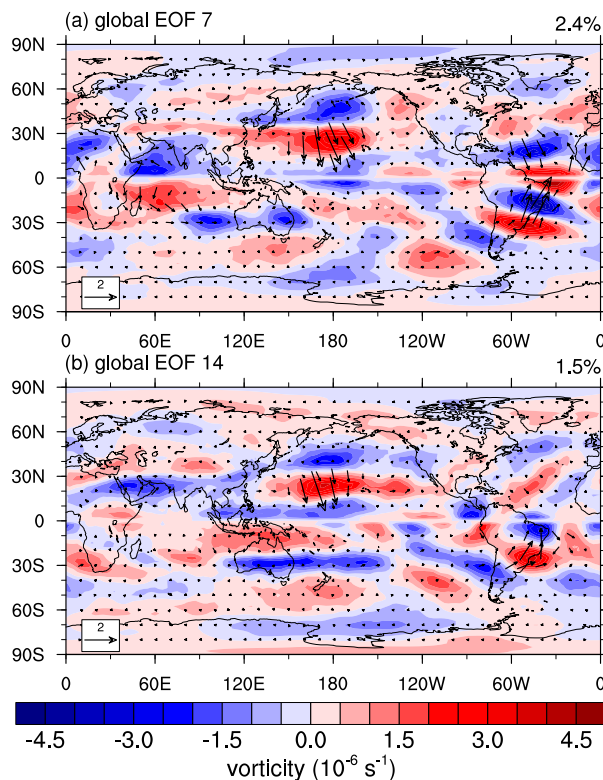 (a) global EOF 7 2.4%
90N
60N
30N
0
30S
60S
90S
2
0 60E 120E 180 120W 60W 0
(b) global EOF 14 1.5%
90N
60N
30N
0
30S
60S
90S
2
0 60E 120E 180 120W 60W 0
-4.5 -3.0 -1.5 0.0 1.5 3.0 4.5
vorticity (10⁻⁶ s⁻¹)